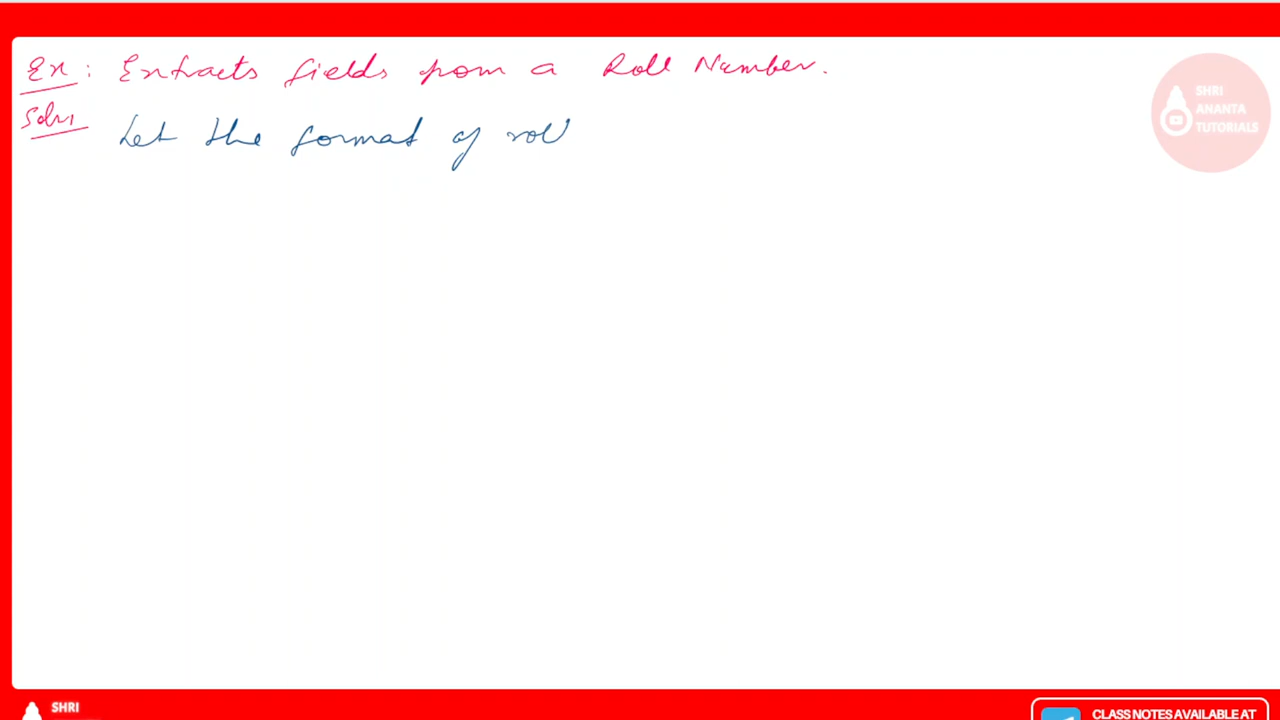 Ex: Extracts fields from a Roll Number.
Soln
Let the format of roll
SHRI
ANANTA
TUTORIALS
SHRI
CLASS NOTES AVAILABLE AT